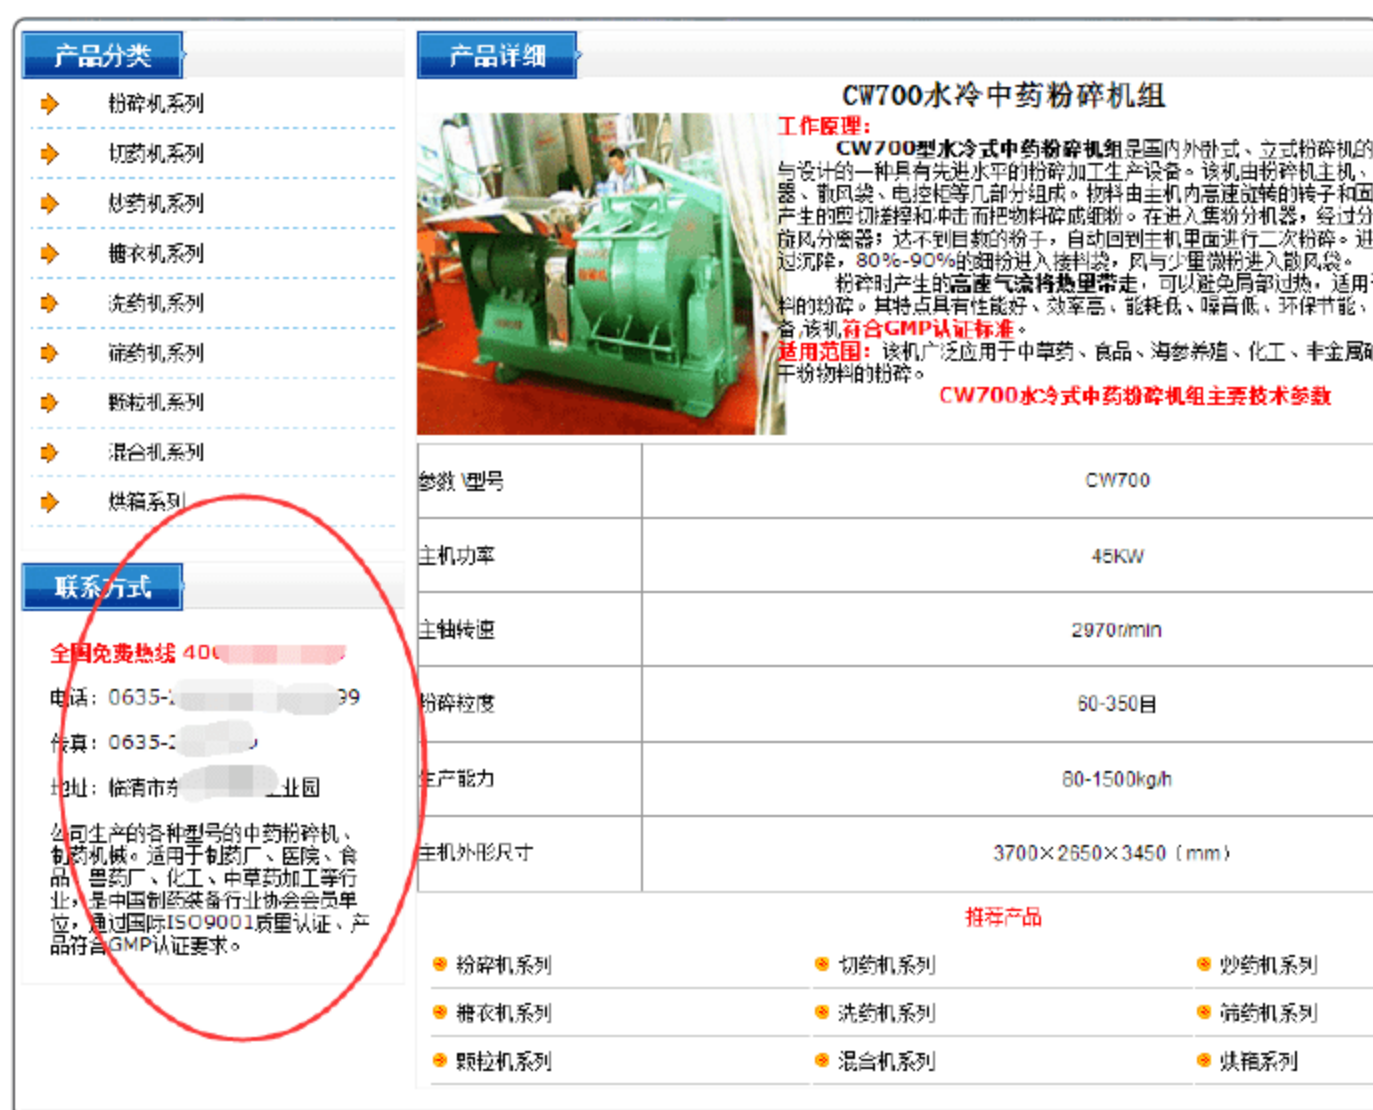 产品分类
粉碎机系列
切药机系列
炒药机系列
糖衣机系列
洗药机系列
筛药机系列
颗粒机系列
混合机系列
烘箱系列
联系方式
全国免费热线 400
电话：0635-2 99
传真：0635-2
地址：临清市东 工业园
公司生产的各种型号的中药粉碎机、
制药机械。适用于制药厂、医院、食
品、兽药厂、化工、中草药加工等行
业，是中国制药装备行业协会会员单
位，通过国际ISO9001质量认证、产
品符合GMP认证要求。
产品详细
CW700水冷中药粉碎机组
工作原理：
CW700型水冷式中药粉碎机组是国内外卧式、立式粉碎机的
与设计的一种具有先进水平的粉碎加工生产设备。该机由粉碎机主机、
器、散风袋、电控柜等几部分组成。物料由主机内高速旋转的转子和固
产生的剪切搓捏和冲击而把物料碎成细粉。在进入集粉分机器，经过分
旋风分离器；达不到目数的粉子，自动回到主机里面进行二次粉碎。进
过沉降，80%-90%的细粉进入接料袋，风与少里微粉进入散风袋。
粉碎时产生的高速气流将热里带走，可以避免局部过热，适用于
料的粉碎。其特点具有性能好、效率高、能耗低、噪音低、环保节能、
备,该机符合GMP认证标准。
适用范围：该机广泛应用于中草药、食品、海参养殖、化工、非金属矿
干粉物料的粉碎。
CW700水冷式中药粉碎机组主要技术参数
参数\型号 CW700
主机功率 45KW
主轴转速 2970r/min
粉碎粒度 60-350目
生产能力 80-1500kg/h
主机外形尺寸 3700×2650×3450（mm）
推荐产品
粉碎机系列 切药机系列 炒药机系列
糖衣机系列 洗药机系列 筛药机系列
颗粒机系列 混合机系列 烘箱系列